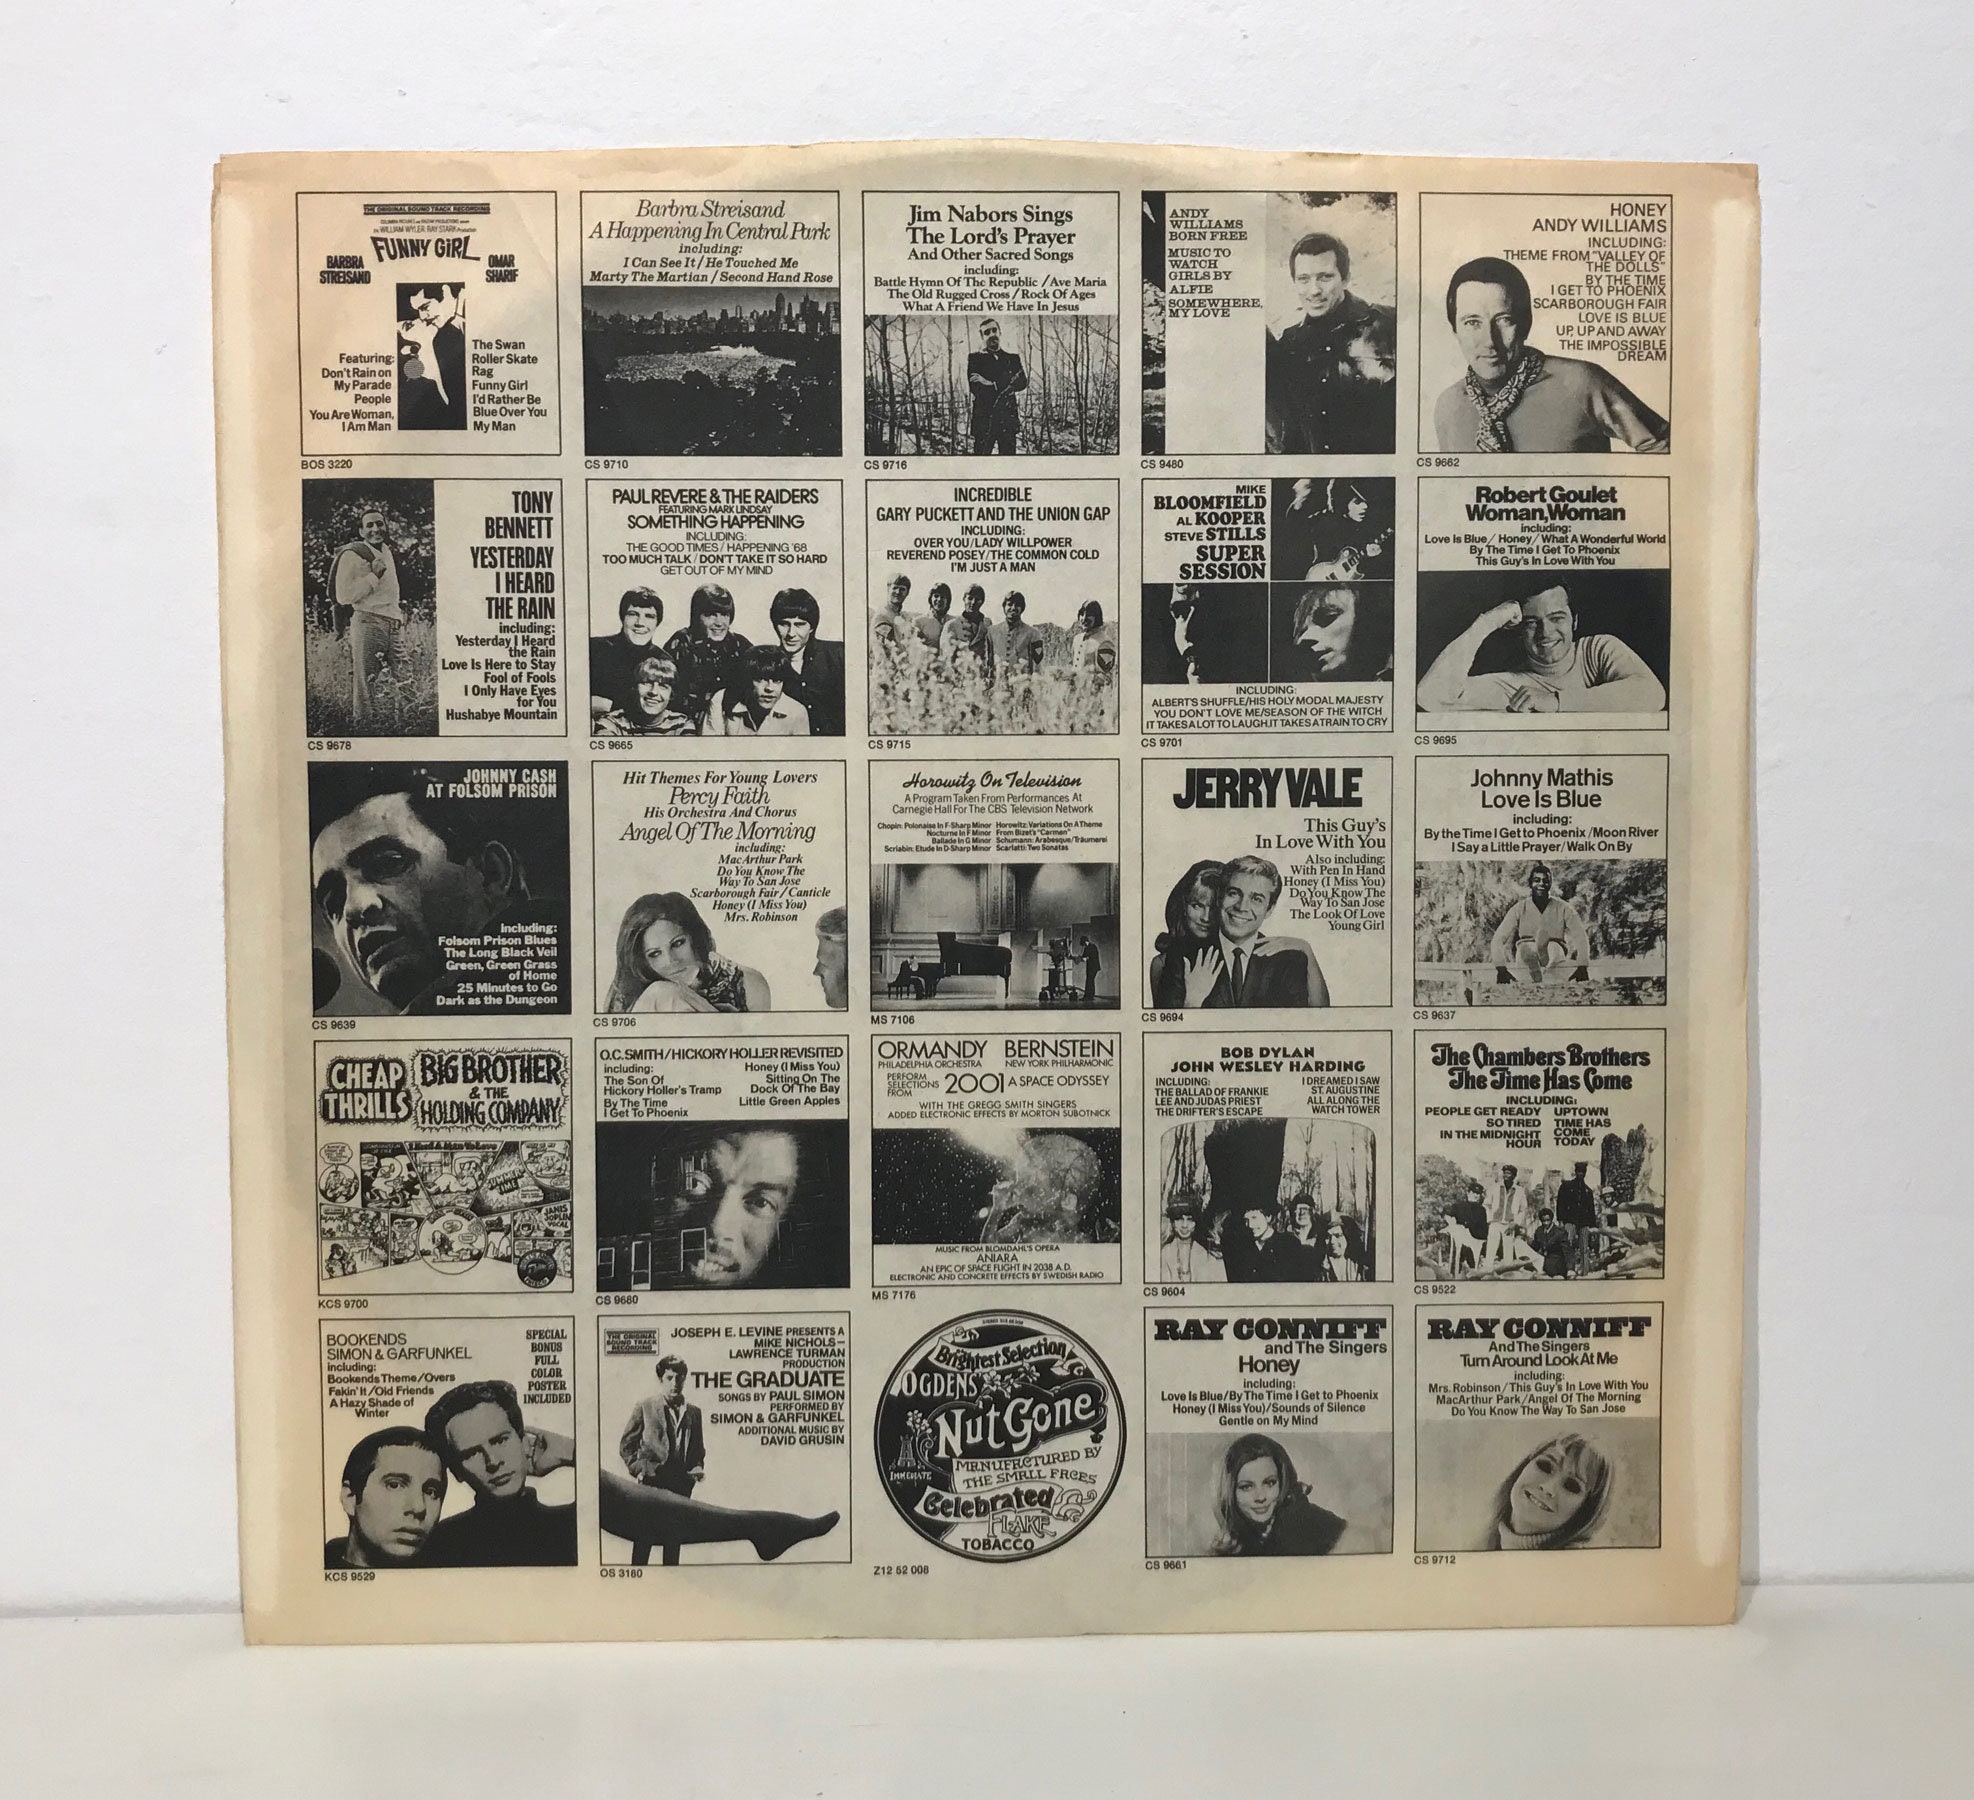 THE ORIGINAL SOUND TRACK RECORDING
FUNNY GIRL
BARBRA
STREISAND
OMAR
SHARIF
Featuring:
Don't Rain on
My Parade
People
You Are Woman,
I Am Man
The Swan
Roller Skate
Rag
Funny Girl
I'd Rather Be
Blue Over You
My Man
BOS 3220
Barbra Streisand
A Happening In Central Park
including:
I Can See It / He Touched Me
Marty The Martian / Second Hand Rose
CS 9710
Jim Nabors Sings
The Lord's Prayer
And Other Sacred Songs
including:
Battle Hymn Of The Republic / Ave Maria
The Old Rugged Cross / Rock Of Ages
What A Friend We Have In Jesus
CS 9716
ANDY
WILLIAMS
BORN FREE
MUSIC TO
WATCH
GIRLS BY
ALFIE
SOMEWHERE,
MY LOVE
CS 9480
HONEY
ANDY WILLIAMS
INCLUDING:
THEME FROM "VALLEY OF
THE DOLLS"
BY THE TIME
I GET TO PHOENIX
SCARBOROUGH FAIR
LOVE IS BLUE
UP, UP AND AWAY
THE IMPOSSIBLE
DREAM
CS 9662
TONY
BENNETT
YESTERDAY
I HEARD
THE RAIN
including:
Yesterday I Heard
the Rain
Love Is Here to Stay
Fool of Fools
I Only Have Eyes
for You
Hushabye Mountain
CS 9678
PAUL REVERE & THE RAIDERS
FEATURING MARK LINDSAY
SOMETHING HAPPENING
INCLUDING:
THE GOOD TIMES / HAPPENING '68
TOO MUCH TALK / DON'T TAKE IT SO HARD
GET OUT OF MY MIND
CS 9665
INCREDIBLE
GARY PUCKETT AND THE UNION GAP
INCLUDING:
OVER YOU/LADY WILLPOWER
REVEREND POSEY/THE COMMON COLD
I'M JUST A MAN
CS 9715
MIKE
BLOOMFIELD
AL KOOPER
STEVE STILLS
SUPER
SESSION
INCLUDING:
ALBERT'S SHUFFLE/HIS HOLY MODAL MAJESTY
YOU DON'T LOVE ME/SEASON OF THE WITCH
IT TAKES A LOT TO LAUGH,IT TAKES A TRAIN TO CRY
CS 9701
Robert Goulet
Woman,Woman
including:
Love Is Blue / Honey / What A Wonderful World
By The Time I Get To Phoenix
This Guy's In Love With You
CS 9695
JOHNNY CASH
AT FOLSOM PRISON
including:
Folsom Prison Blues
The Long Black Veil
Green, Green Grass
of Home
25 Minutes to Go
Dark as the Dungeon
CS 9639
Hit Themes For Young Lovers
Percy Faith
His Orchestra And Chorus
Angel Of The Morning
including:
MacArthur Park
Do You Know The
Way To San Jose
Scarborough Fair / Canticle
Honey (I Miss You)
Mrs. Robinson
CS 9706
Horowitz On Television
A Program Taken From Performances At
Carnegie Hall For The CBS Television Network
Chopin: Polonaise In F-Sharp Minor
Nocturne In F Minor
Ballade In G Minor
Scriabin: Etude In D-Sharp Minor
Horowitz: Variations On A Theme
From Bizet's "Carmen"
Schumann: Arabesque/Träumerei
Scarlatti: Two Sonatas
MS 7106
JERRY VALE
This Guy's
In Love With You
Also including:
With Pen In Hand
Honey (I Miss You)
Do You Know The
Way To San Jose
The Look Of Love
Young Girl
CS 9694
Johnny Mathis
Love Is Blue
including:
By the Time I Get to Phoenix / Moon River
I Say a Little Prayer/ Walk On By
CS 9637
CHEAP
THRILLS
BIG BROTHER
& THE
HOLDING COMPANY
JANIS
JOPLIN
VOCAL
KCS 9700
O.C. SMITH/HICKORY HOLLER REVISITED
including:
The Son Of
Hickory Holler's Tramp
By The Time
I Get To Phoenix
Honey (I Miss You)
Sitting On The
Dock Of The Bay
Little Green Apples
CS 9680
ORMANDY
PHILADELPHIA ORCHESTRA
BERNSTEIN
NEW YORK PHILHARMONIC
PERFORM
SELECTIONS
FROM
2001 A SPACE ODYSSEY
WITH THE GREGG SMITH SINGERS
ADDED ELECTRONIC EFFECTS BY MORTON SUBOTNICK
MUSIC FROM BLOMDAHL'S OPERA
ANIARA
AN EPIC OF SPACE FLIGHT IN 2038 A.D.
ELECTRONIC AND CONCRETE EFFECTS BY SWEDISH RADIO
MS 7176
BOB DYLAN
JOHN WESLEY HARDING
INCLUDING:
THE BALLAD OF FRANKIE
LEE AND JUDAS PRIEST
THE DRIFTER'S ESCAPE
I DREAMED I SAW
ST. AUGUSTINE
ALL ALONG THE
WATCH TOWER
CS 9604
The Chambers Brothers
The Time Has Come
INCLUDING:
PEOPLE GET READY
SO TIRED
IN THE MIDNIGHT
HOUR
UPTOWN
TIME HAS
COME
TODAY
CS 9522
BOOKENDS
SIMON & GARFUNKEL
including:
Bookends Theme/Overs
Fakin' It /Old Friends
A Hazy Shade of
Winter
SPECIAL
BONUS
FULL
COLOR
POSTER
INCLUDED
KCS 9529
THE ORIGINAL
SOUND TRACK
RECORDING
JOSEPH E. LEVINE PRESENTS A
MIKE NICHOLS—
LAWRENCE TURMAN
PRODUCTION
THE GRADUATE
SONGS BY PAUL SIMON
PERFORMED BY
SIMON & GARFUNKEL
ADDITIONAL MUSIC BY
DAVID GRUSIN
OS 3180
Brightest Selection
OGDENS'
Nut Gone
IMMEDIATE
MANUFACTURED BY
THE SMALL FACES
Celebrated
FLAKE
TOBACCO
Z12 52 008
RAY CONNIFF
and The Singers
Honey
including:
Love Is Blue/By The Time I Get to Phoenix
Honey (I Miss You)/Sounds of Silence
Gentle on My Mind
CS 9661
RAY CONNIFF
And The Singers
Turn Around Look At Me
including:
Mrs. Robinson / This Guy's In Love With You
MacArthur Park /Angel Of The Morning
Do You Know The Way To San Jose
CS 9712